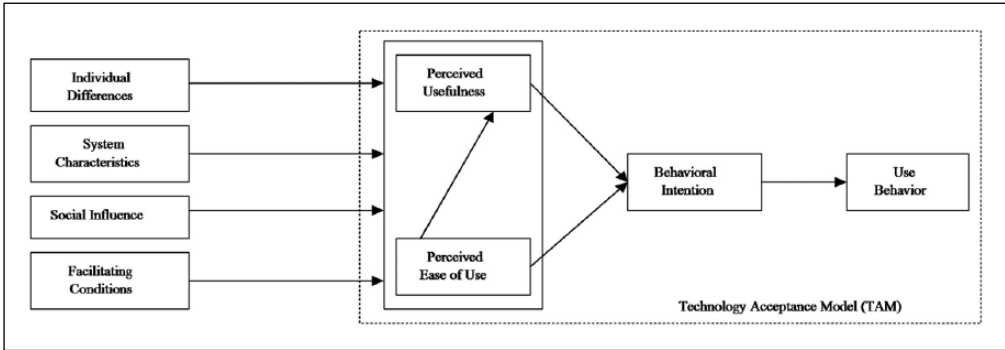 Individual
Differences
System
Characteristics
Social Influence
Facilitating
Conditions
Perceived
Usefulness
Perceived
Ease of Use
Behavioral
Intention
Use
Behavior
Technology Acceptance Model (TAM)